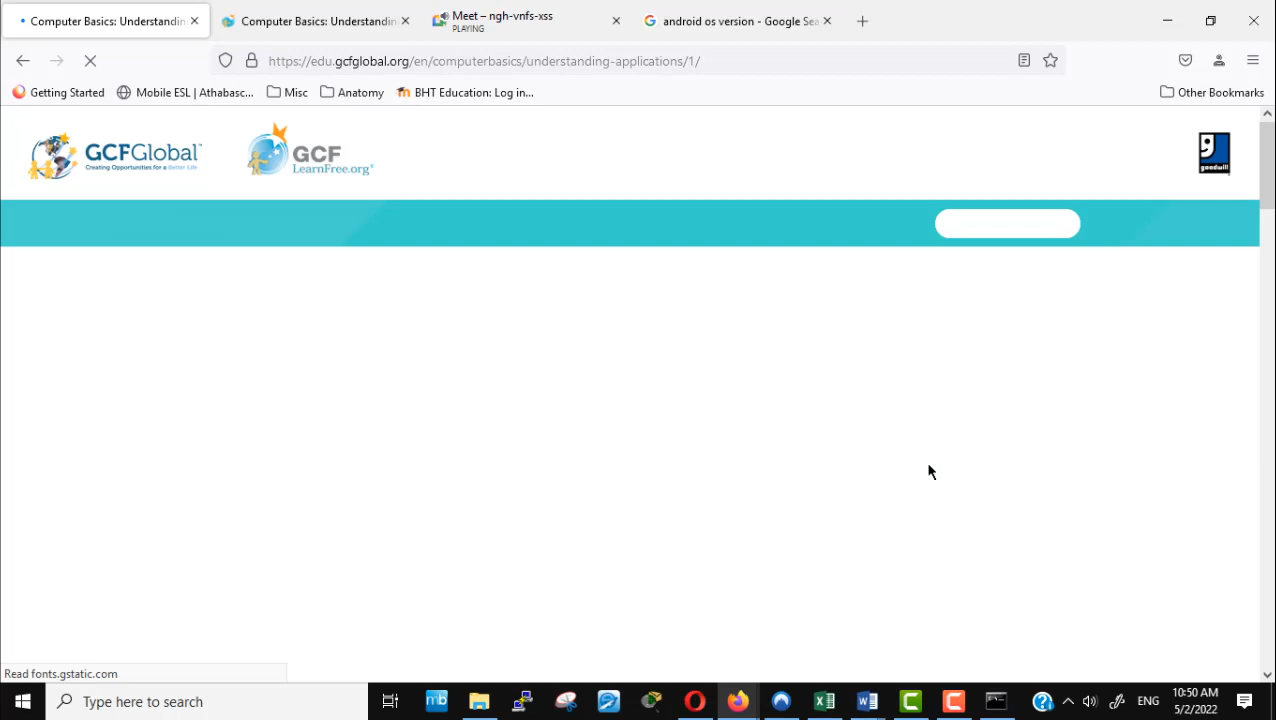 Computer Basics: Understandin
Computer Basics: Understandin
Meet – ngh-vnfs-xss
PLAYING
android os version - Google Sea
https://edu.gcfglobal.org/en/computerbasics/understanding-applications/1/
Getting Started
Mobile ESL | Athabasc...
Misc
Anatomy
BHT Education: Log in...
Other Bookmarks
GCFGlobal™
Creating Opportunities for a Better Life
GCF
LearnFree.org®
goodwill
Read fonts.gstatic.com
Type here to search
mb
ENG
10:50 AM
5/2/2022